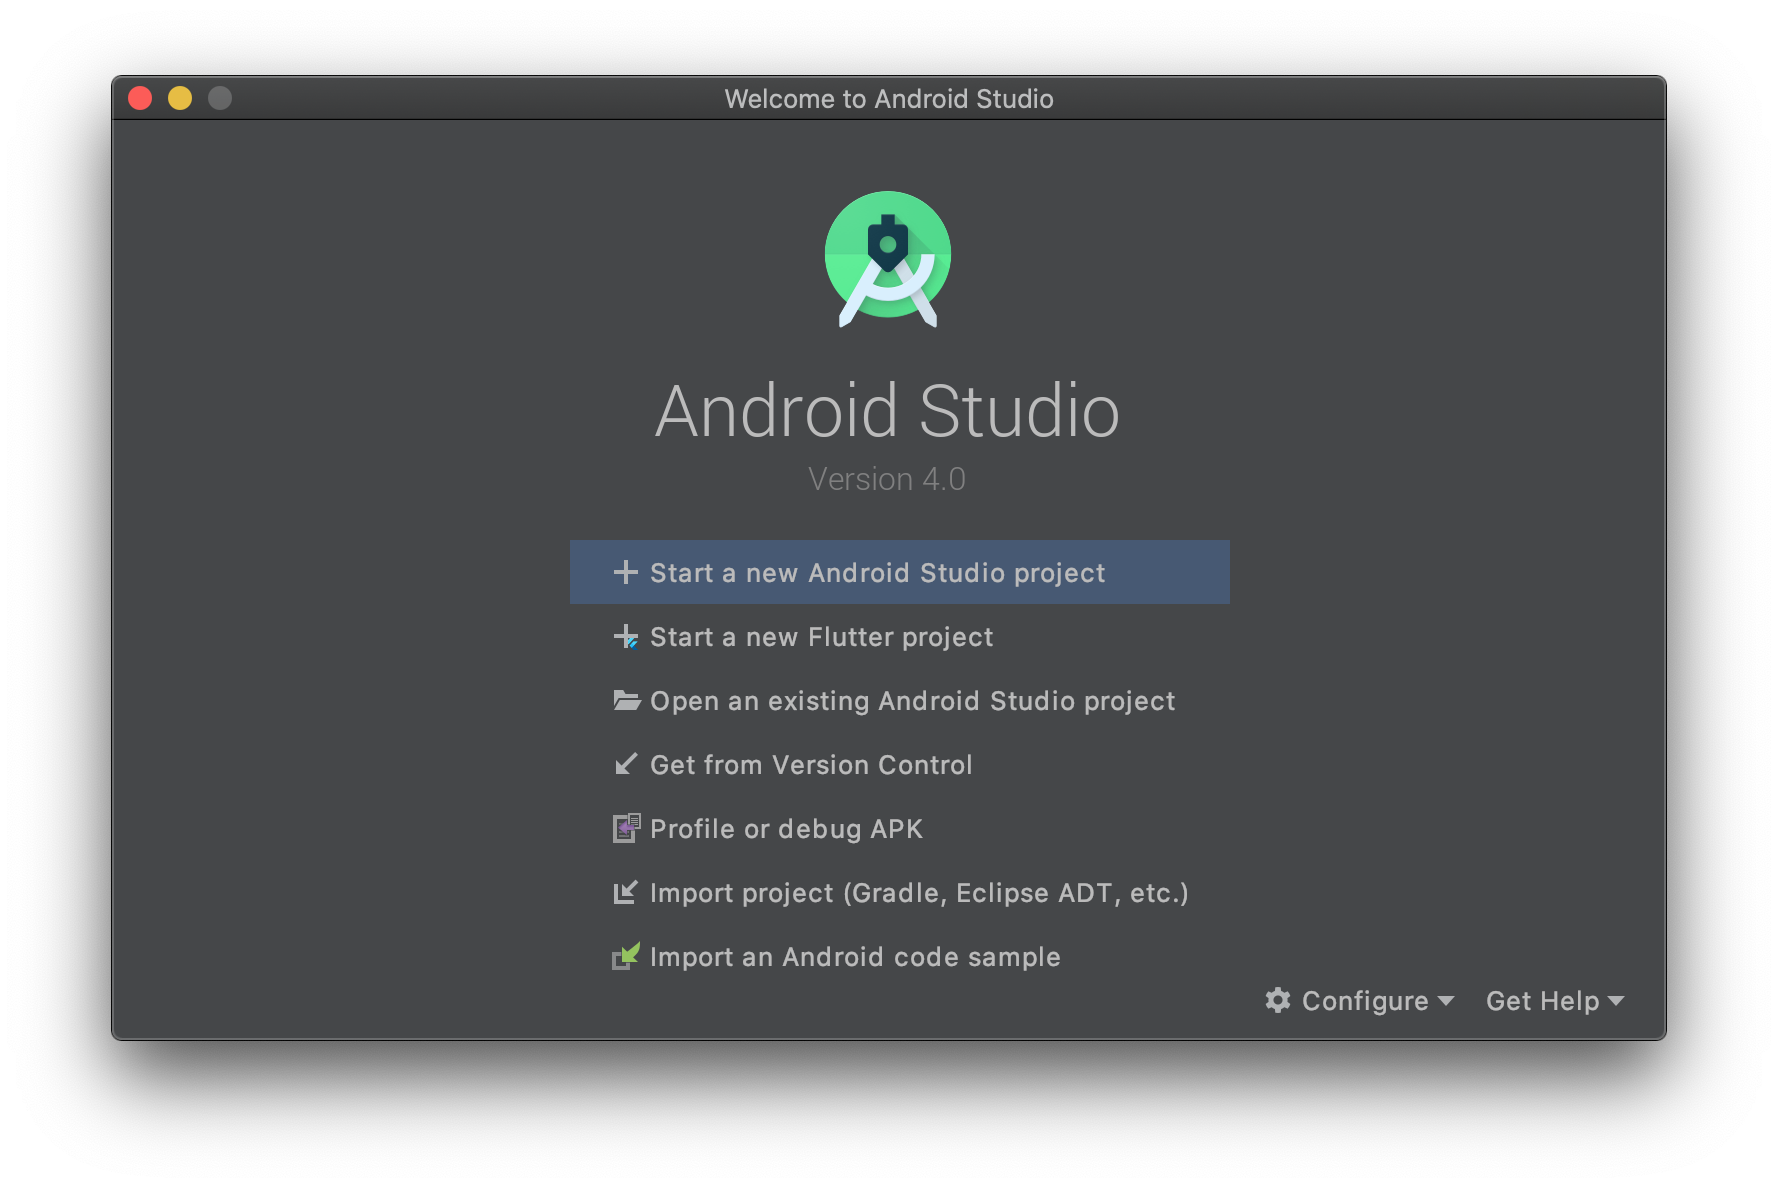 Welcome to Android Studio
Android Studio
Version 4.0
Start a new Android Studio project
Start a new Flutter project
Open an existing Android Studio project
Get from Version Control
Profile or debug APK
Import project (Gradle, Eclipse ADT, etc.)
Import an Android code sample
Configure
Get Help